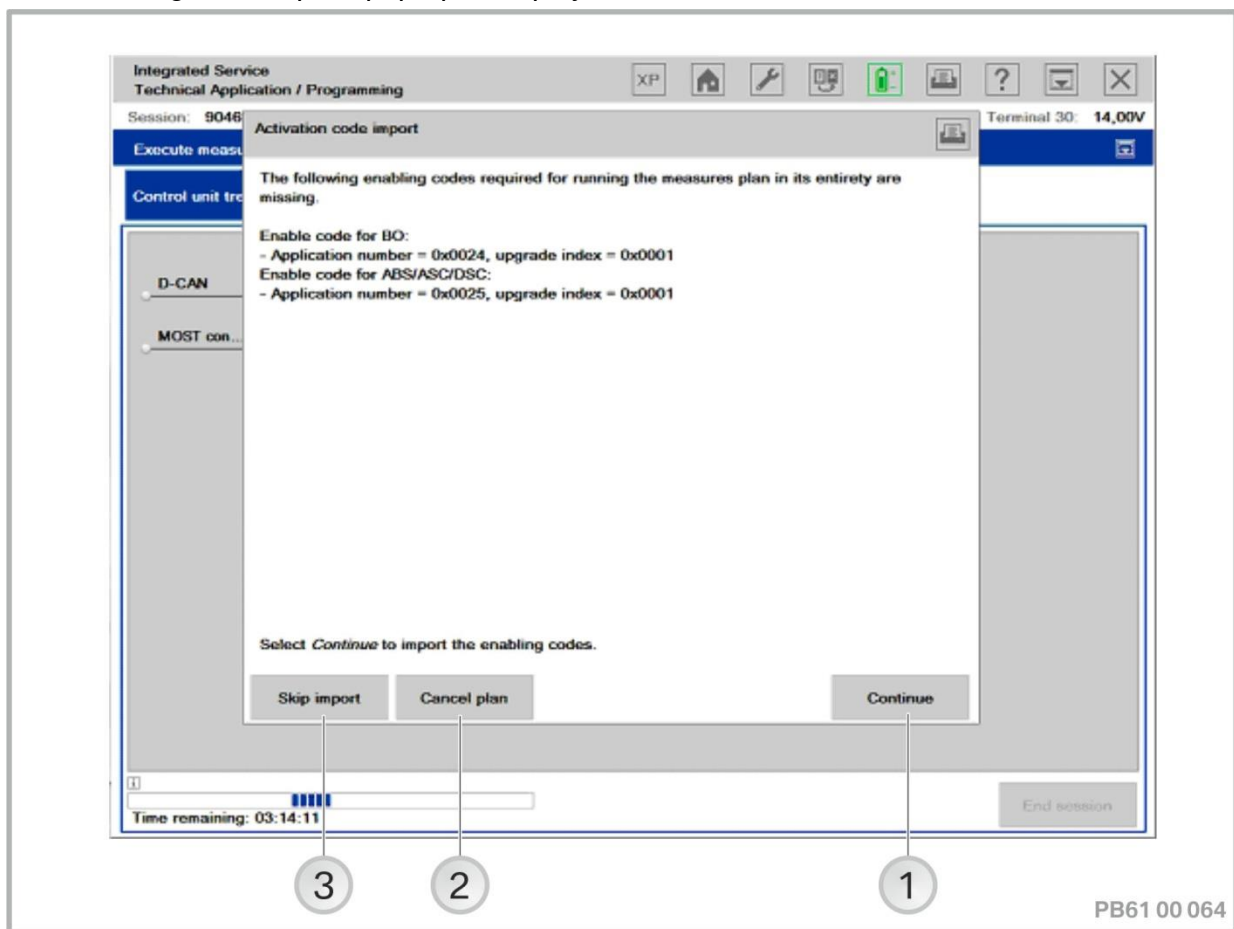 Integrated Service
Technical Application / Programming
XP
?
Session: 9046
Terminal 30: 14,00V
Activation code import
Execute measu
Control unit tre
The following enabling codes required for running the measures plan in its entirety are
missing.
Enable code for BO:
- Application number = 0x0024, upgrade index = 0x0001
Enable code for ABS/ASC/DSC:
- Application number = 0x0025, upgrade index = 0x0001
D-CAN
MOST con...
Select Continue to import the enabling codes.
Skip import
Cancel plan
Continue
i
Time remaining: 03:14:11
End session
3
2
1
PB61 00 064